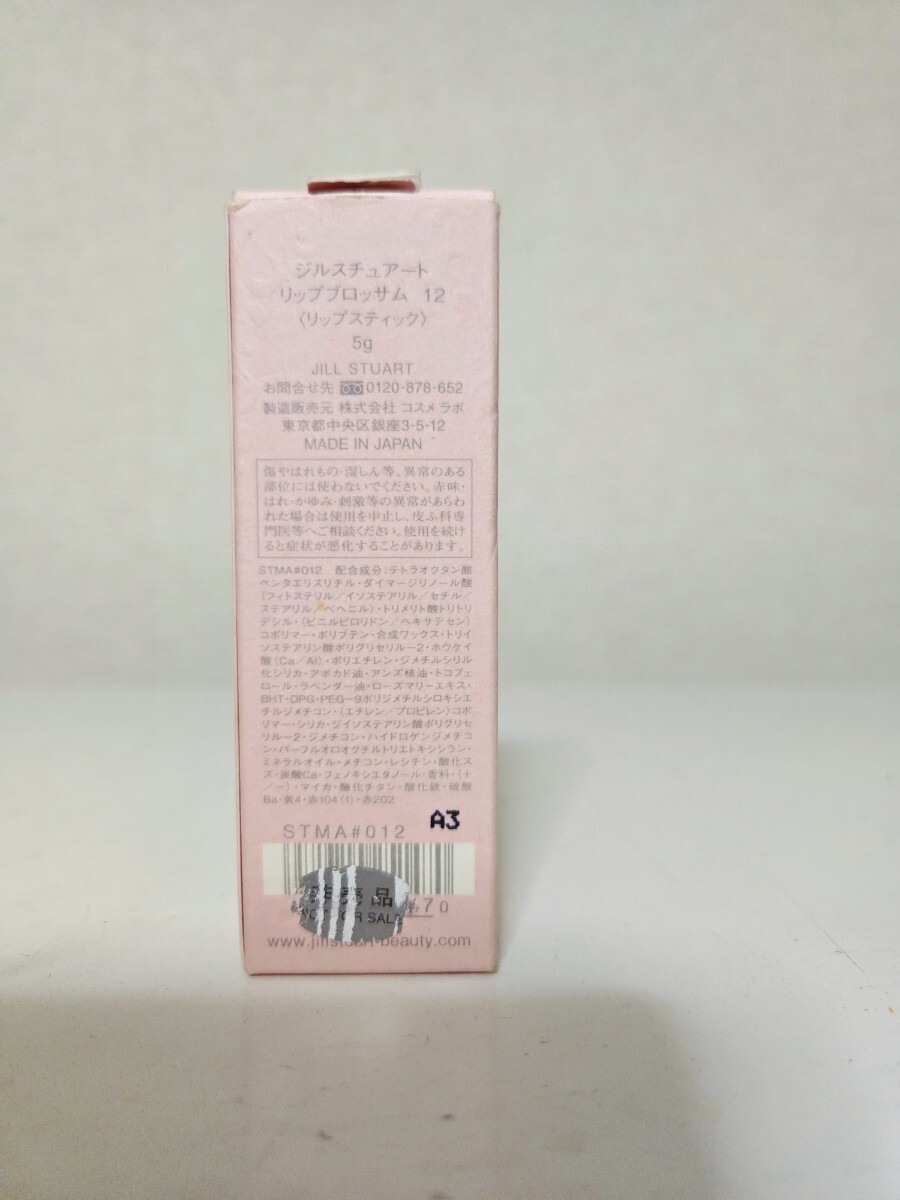 ジルスチュアート
リップブロッサム 12
〈リップスティック〉
5g
JILL STUART
お問合せ先 0120-878-652
製造販売元 株式会社 コスメラボ
東京都中央区銀座3-5-12
MADE IN JAPAN
傷やはれもの・湿しん等、異常のある
部位には使わないでください。赤味・
はれ・かゆみ・刺激等の異常があらわ
れた場合は使用を中止し、皮ふ科専
門医等へご相談ください。使用を続け
ると症状が悪化することがあります。
STMA#012 配合成分:テトラオクタン酸
ペンタエリスリチル・ダイマージリノール酸
(フィトステリル/イソステアリル/セチル/
ステアリル/ベヘニル)・トリメリト酸トリトリ
デシル・(ビニルピロリドン/ヘキサデセン)
コポリマー・ポリブテン・合成ワックス・トリイ
ソステアリン酸ポリグリセリル-2・ホウケイ
酸(Ca/Al)・ポリエチレン・ジメチルシリル
化シリカ・アボカド油・アンズ核油・トコフェ
ロール・ラベンダー油・ローズマリーエキス・
BHT・DPG・PEG-9ポリジメチルシロキシエ
チルジメチコン・(エチレン/プロピレン)コポ
リマー・シリカ・ジイソステアリン酸ポリグリセ
リル-2・ジメチコン・ハイドロゲンジメチコ
ン・パーフルオロオクチルトリエトキシシラン・
ミネラルオイル・メチコン・レシチン・酸化ス
ズ・炭酸Ca・フェノキシエタノール・香料・(+
/-)・マイカ・酸化チタン・酸化鉄・硫酸
Ba・黄4・赤104(1)・赤202
A3
STMA#012
売品
NOT FOR SALE
70
www.jillstuart-beauty.com